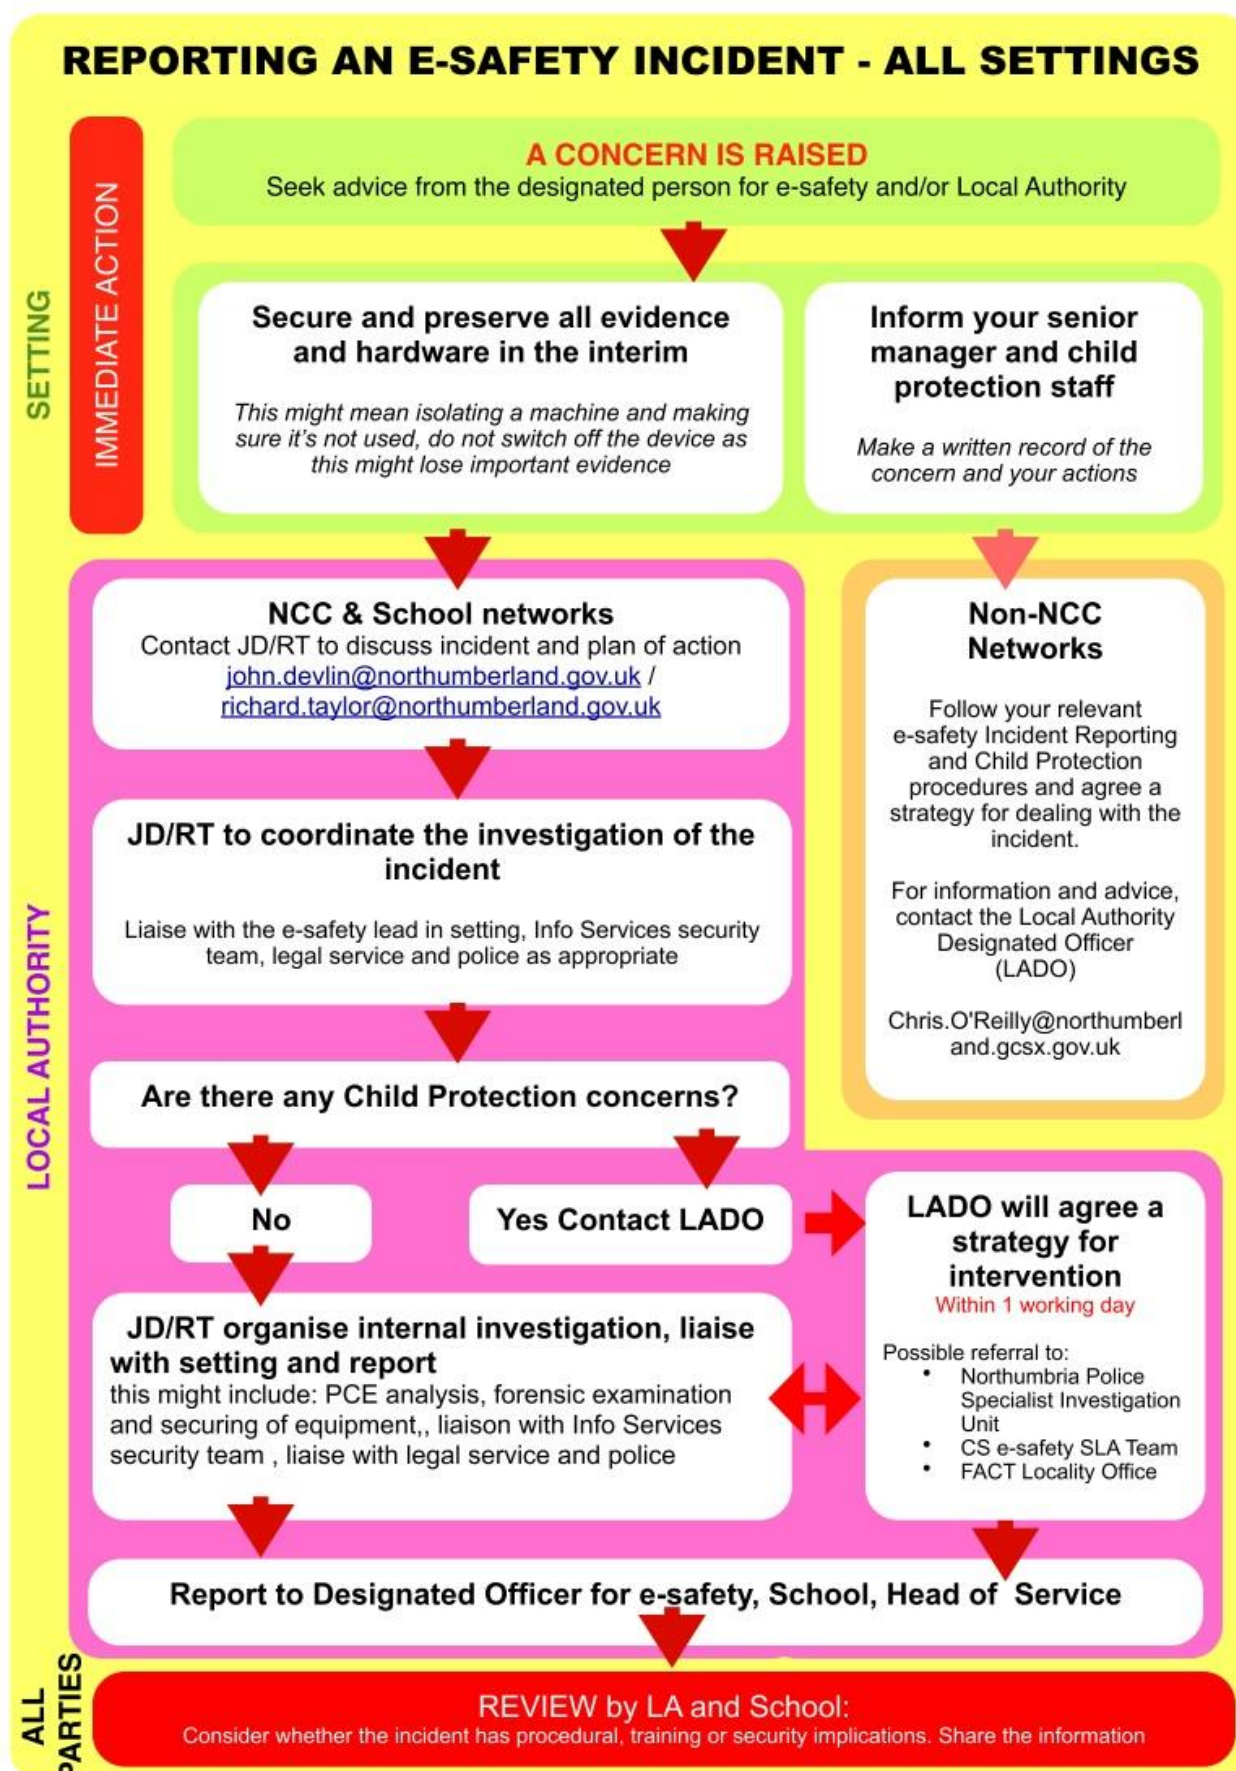 REPORTING AN E-SAFETY INCIDENT - ALL SETTINGS
SETTING
IMMEDIATE ACTION
A CONCERN IS RAISED
Seek advice from the designated person for e-safety and/or Local Authority
Secure and preserve all evidence
and hardware in the interim
This might mean isolating a machine and making
sure it's not used, do not switch off the device as
this might lose important evidence
Inform your senior
manager and child
protection staff
Make a written record of the
concern and your actions
LOCAL AUTHORITY
NCC & School networks
Contact JD/RT to discuss incident and plan of action
john.devlin@northumberland.gov.uk /
richard.taylor@northumberland.gov.uk
Non-NCC
Networks
Follow your relevant
e-safety Incident Reporting
and Child Protection
procedures and agree a
strategy for dealing with the
incident.
For information and advice,
contact the Local Authority
Designated Officer
(LADO)
Chris.O'Reilly@northumberl
and.gcsx.gov.uk
JD/RT to coordinate the investigation of the
incident
Liaise with the e-safety lead in setting, Info Services security
team, legal service and police as appropriate
Are there any Child Protection concerns?
No
Yes Contact LADO
LADO will agree a
strategy for
intervention
Within 1 working day
Possible referral to:
• Northumbria Police
Specialist Investigation
Unit
• CS e-safety SLA Team
• FACT Locality Office
JD/RT organise internal investigation, liaise
with setting and report
this might include: PCE analysis, forensic examination
and securing of equipment,, liaison with Info Services
security team , liaise with legal service and police
Report to Designated Officer for e-safety, School, Head of Service
ALL
PARTIES
REVIEW by LA and School:
Consider whether the incident has procedural, training or security implications. Share the information